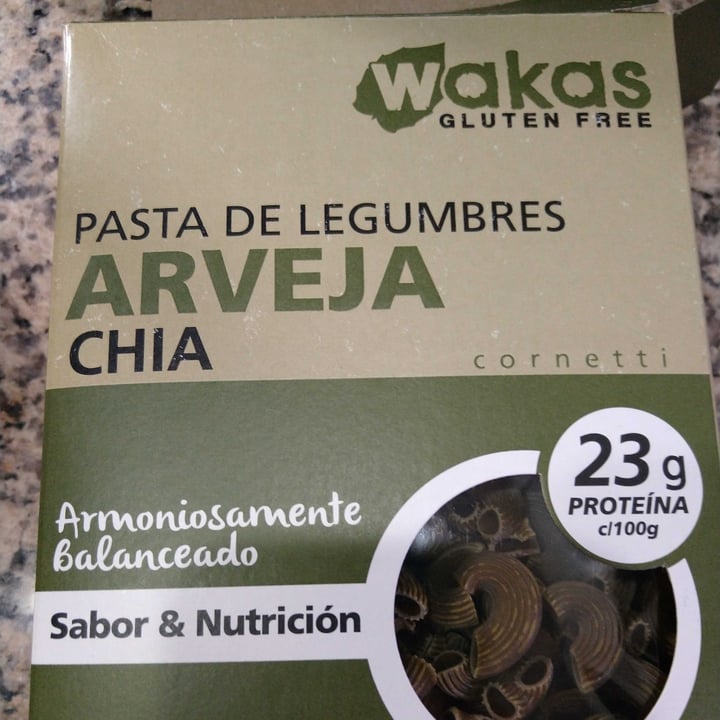 wakas
GLUTEN FREE
PASTA DE LEGUMBRES
ARVEJA
CHIA
cornetti
23 g
PROTEÍNA
c/100g
Armoniosamente
Balanceado
Sabor & Nutrición